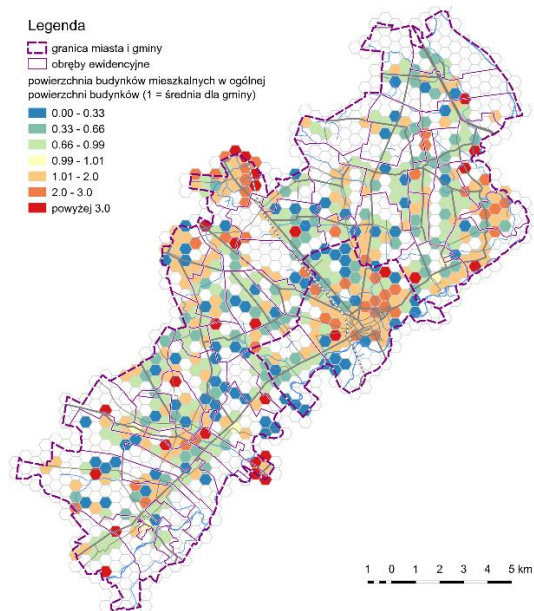 Legenda
granica miasta i gminy
obręby ewidencyjne
powierzchnia budynków mieszkalnych w ogólnej
powierzchni budynków (1 = średnia dla gminy)
0.00 - 0.33
0.33 - 0.66
0.66 - 0.99
0.99 - 1.01
1.01 - 2.0
2.0 - 3.0
powyżej 3.0
1 0 1 2 3 4 5 km